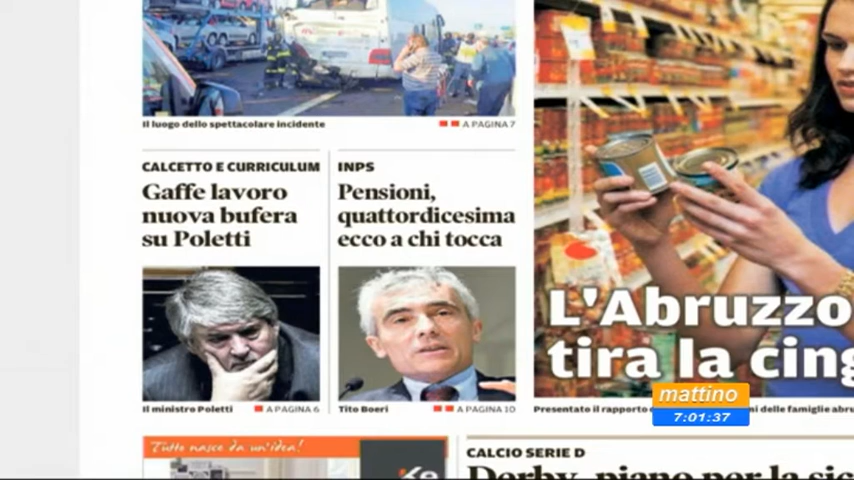 Il luogo dello spettacolare incidente
A PAGINA 7
CALCETTO E CURRICULUM
Gaffe lavoro
nuova bufera
su Poletti
INPS
Pensioni,
quattordicesima
ecco a chi tocca
Il ministro Poletti
A PAGINA 6
Tito Boeri
A PAGINA 10
L'Abruzzo
tira la cing
Presentato il rapporto
ni delle famiglie abru
mattino
7:01:37
Tutto nasce da un'idea!
Ke
CALCIO SERIE D
Derby, piano per la sic